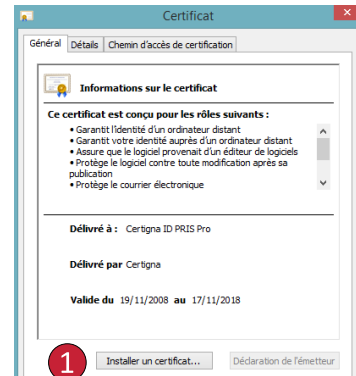 Certificat
Général Détails Chemin d'accès de certification
Informations sur le certificat
Ce certificat est conçu pour les rôles suivants :
• Garantit l'identité d'un ordinateur distant
• Garantit votre identité auprès d'un ordinateur distant
• Assure que le logiciel provenait d'un éditeur de logiciels
• Protège le logiciel contre toute modification après sa
publication
• Protège le courrier électronique
Délivré à : Certigna ID PRIS Pro
Délivré par Certigna
Valide du 19/11/2008 au 17/11/2018
1 Installer un certificat... Déclaration de l'émetteur